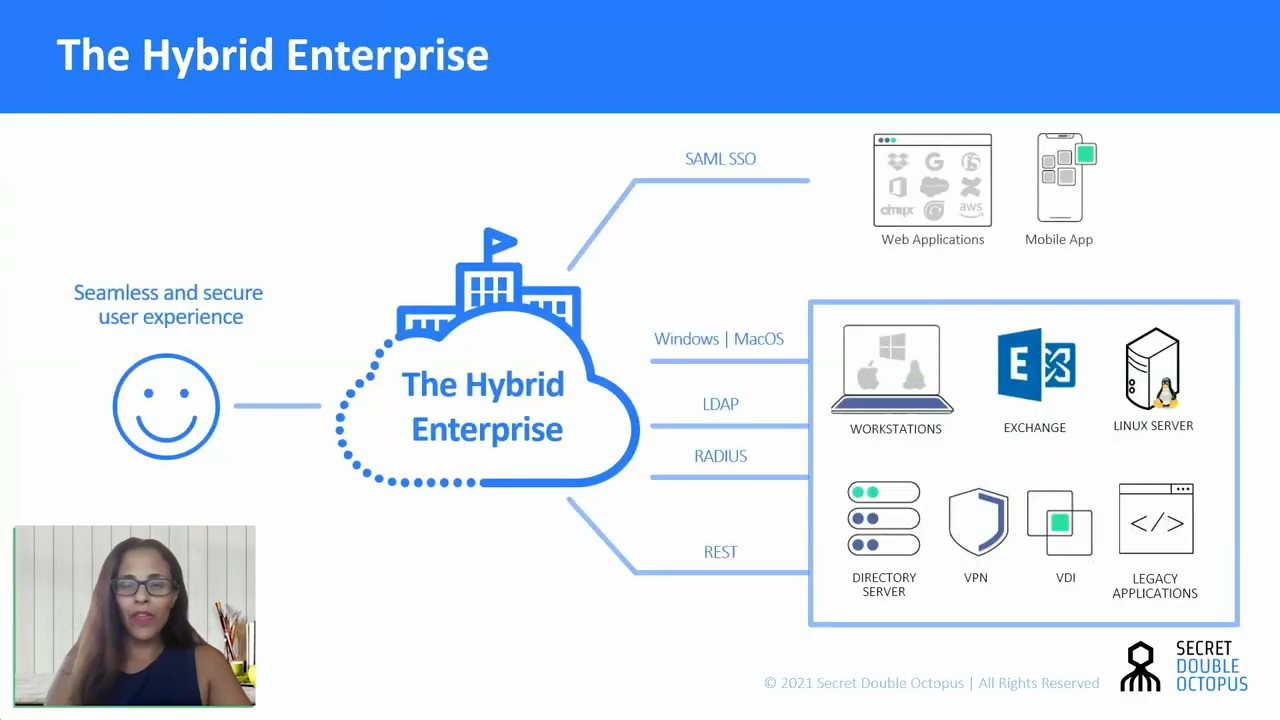 The Hybrid Enterprise
SAML SSO
citrix
aws
Web Applications
Mobile App
Seamless and secure
user experience
The Hybrid
Enterprise
Windows | MacOS
LDAP
RADIUS
REST
E
WORKSTATIONS
EXCHANGE
LINUX SERVER
</>
DIRECTORY
SERVER
VPN
VDI
LEGACY
APPLICATIONS
SECRET
DOUBLE
OCTOPUS
© 2021 Secret Double Octopus | All Rights Reserved